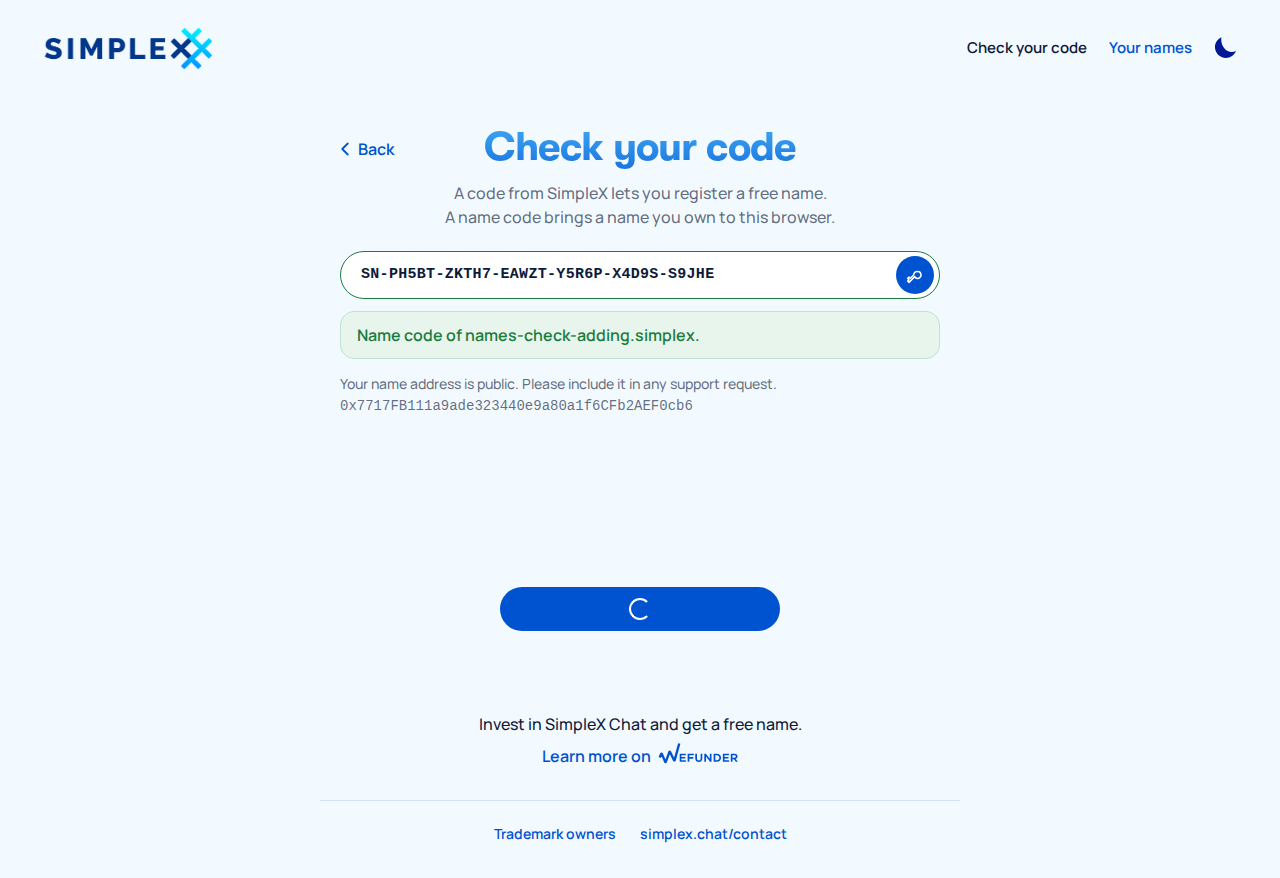 SIMPLEX
Check your code
Your names
Back
Check your code
A code from SimpleX lets you register a free name.
A name code brings a name you own to this browser.
SN-PH5BT-ZKTH7-EAWZT-Y5R6P-X4D9S-S9JHE
Name code of names-check-adding.simplex.
Your name address is public. Please include it in any support request.
0x7717FB111a9ade323440e9a80a1f6CFb2AEF0cb6
Invest in SimpleX Chat and get a free name.
Learn more on WEFUNDER
Trademark owners
simplex.chat/contact